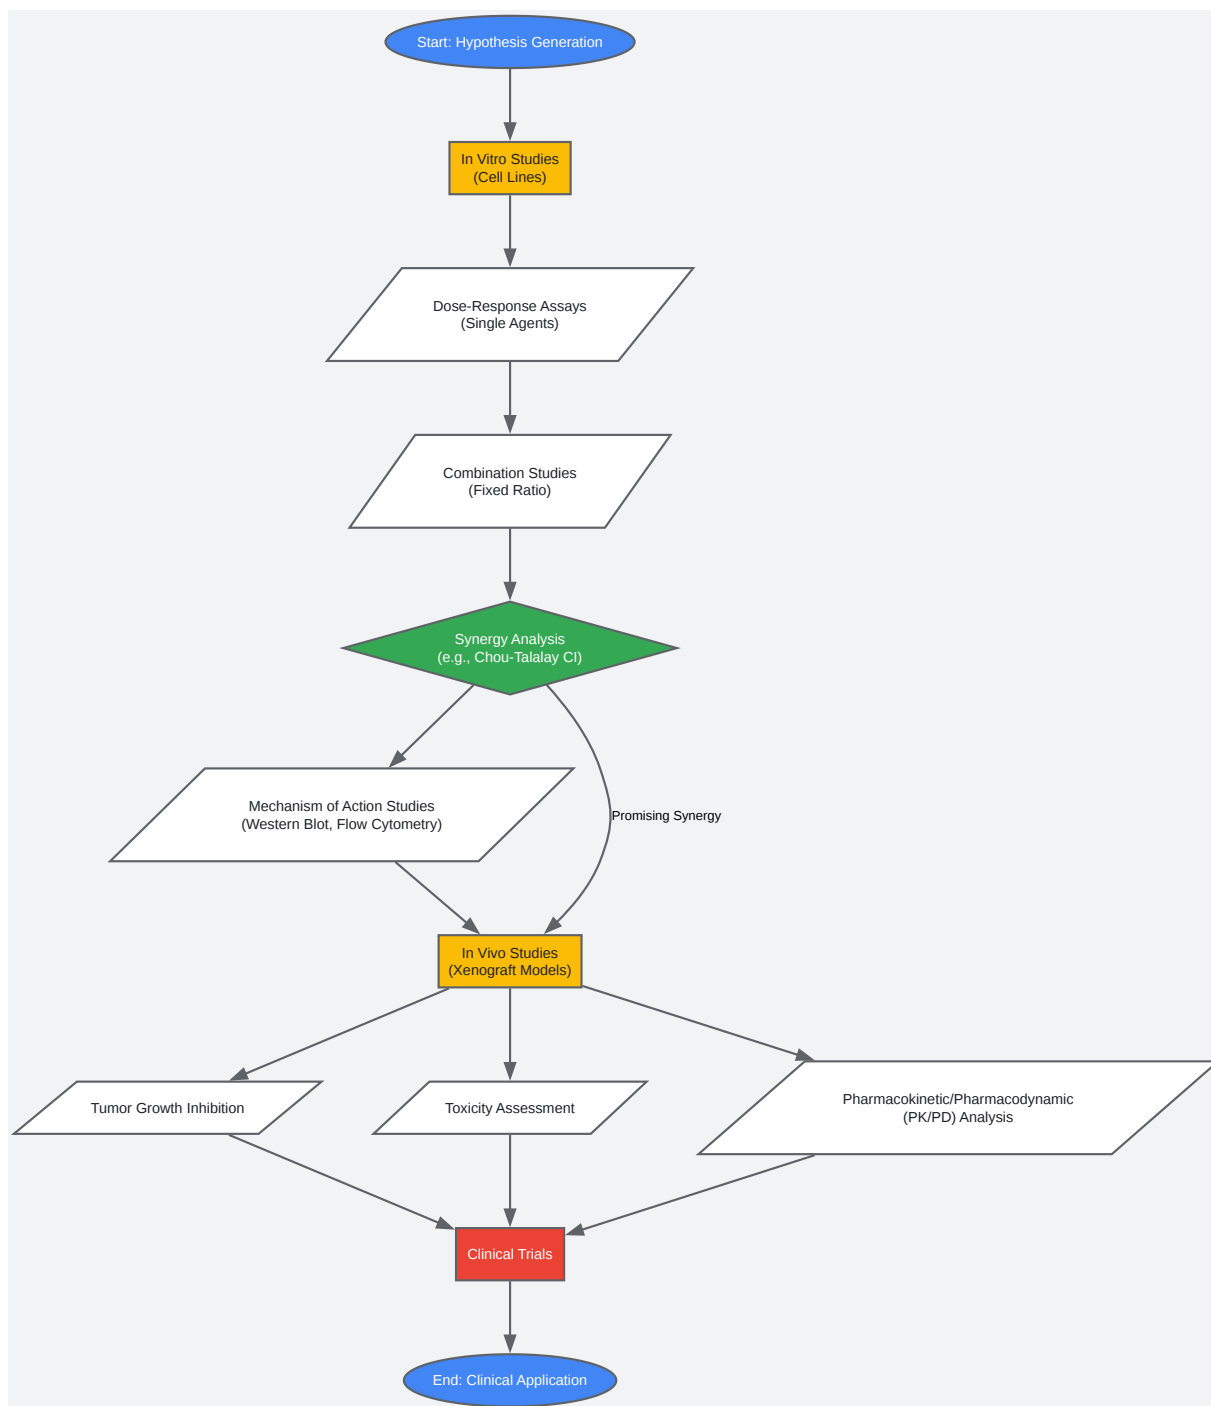 Start: Hypothesis Generation
In Vitro Studies
(Cell Lines)
Dose-Response Assays
(Single Agents)
Combination Studies
(Fixed Ratio)
Synergy Analysis
(e.g., Chou-Talalay CI)
Mechanism of Action Studies
(Western Blot, Flow Cytometry)
Promising Synergy
In Vivo Studies
(Xenograft Models)
Tumor Growth Inhibition
Toxicity Assessment
Pharmacokinetic/Pharmacodynamic
(PK/PD) Analysis
Clinical Trials
End: Clinical Application